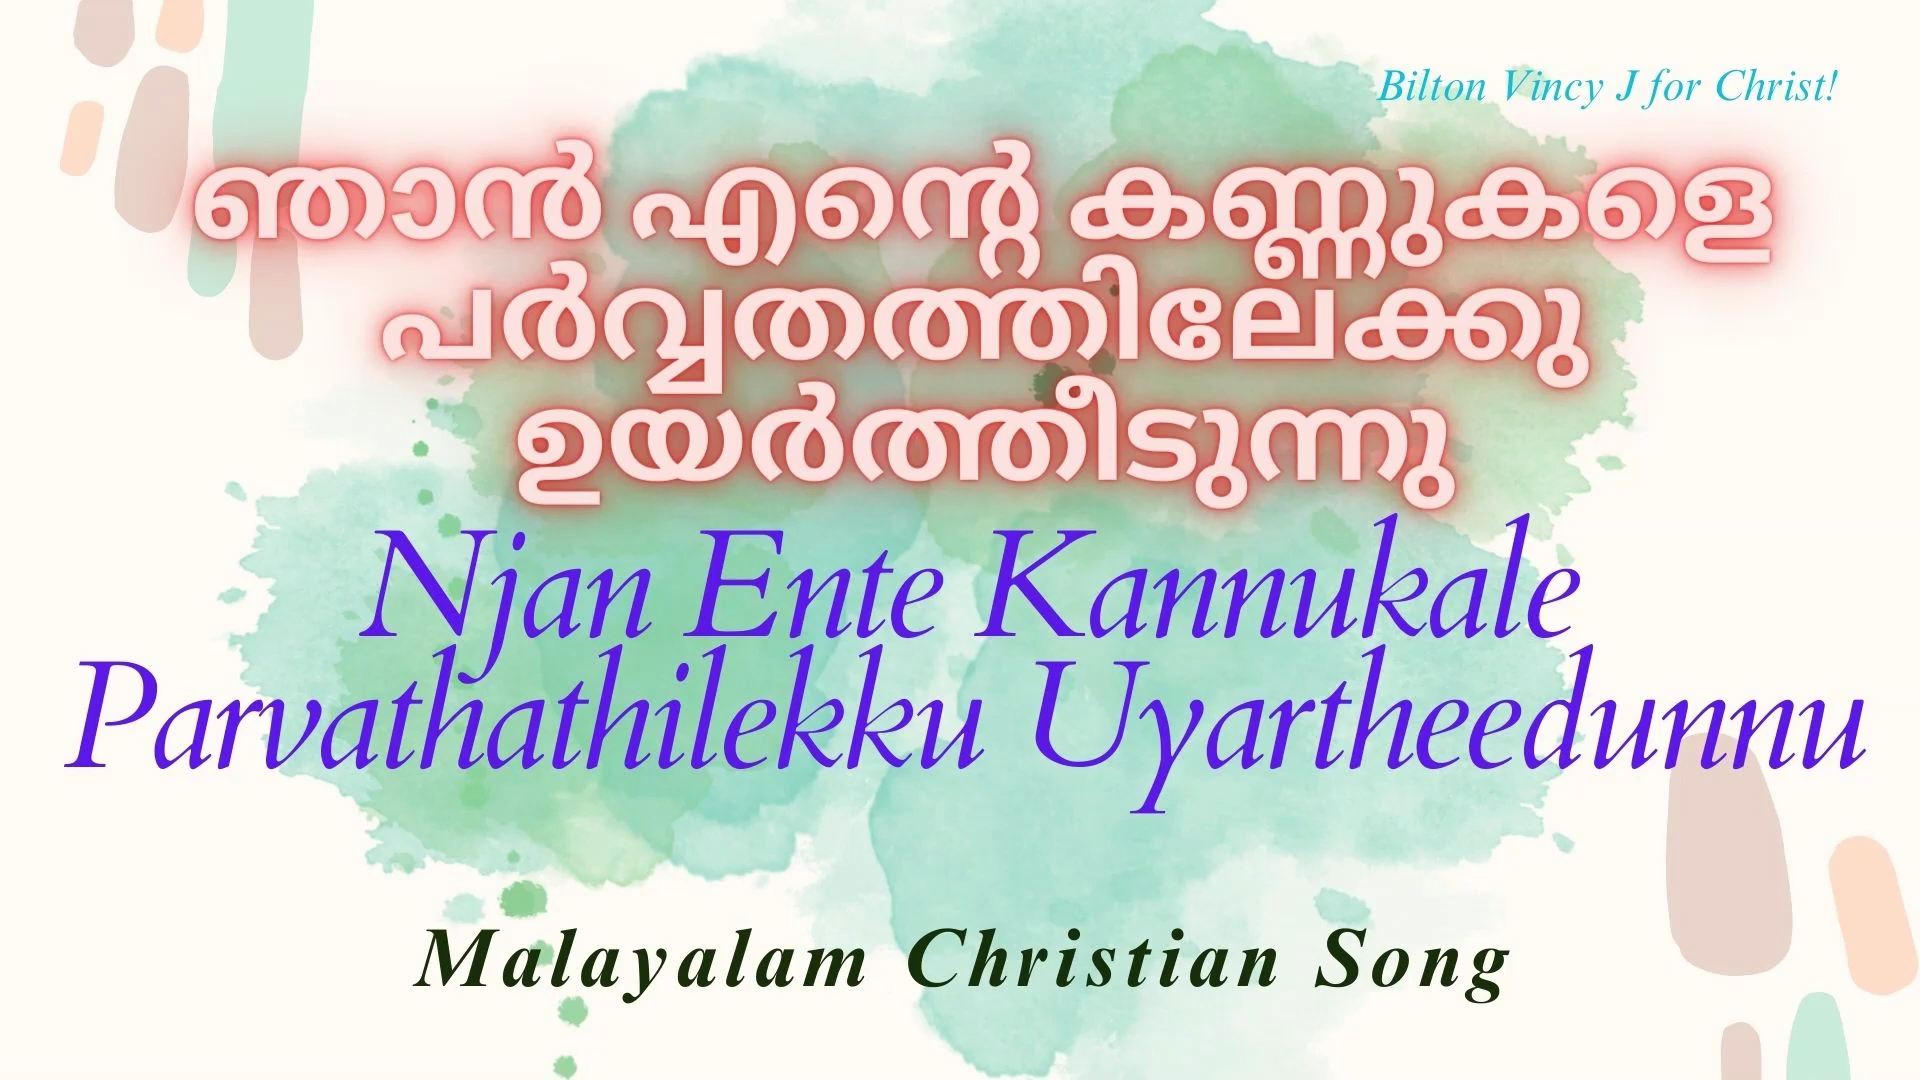 Bilton Vincy J for Christ!
ഞാൻ എന്റെ കണ്ണുകളെ
പർവ്വതത്തിലേക്കു
ഉയർത്തീടുന്നു
Njan Ente Kannukale
Parvathathilekku Uyartheedunnu
Malayalam Christian Song